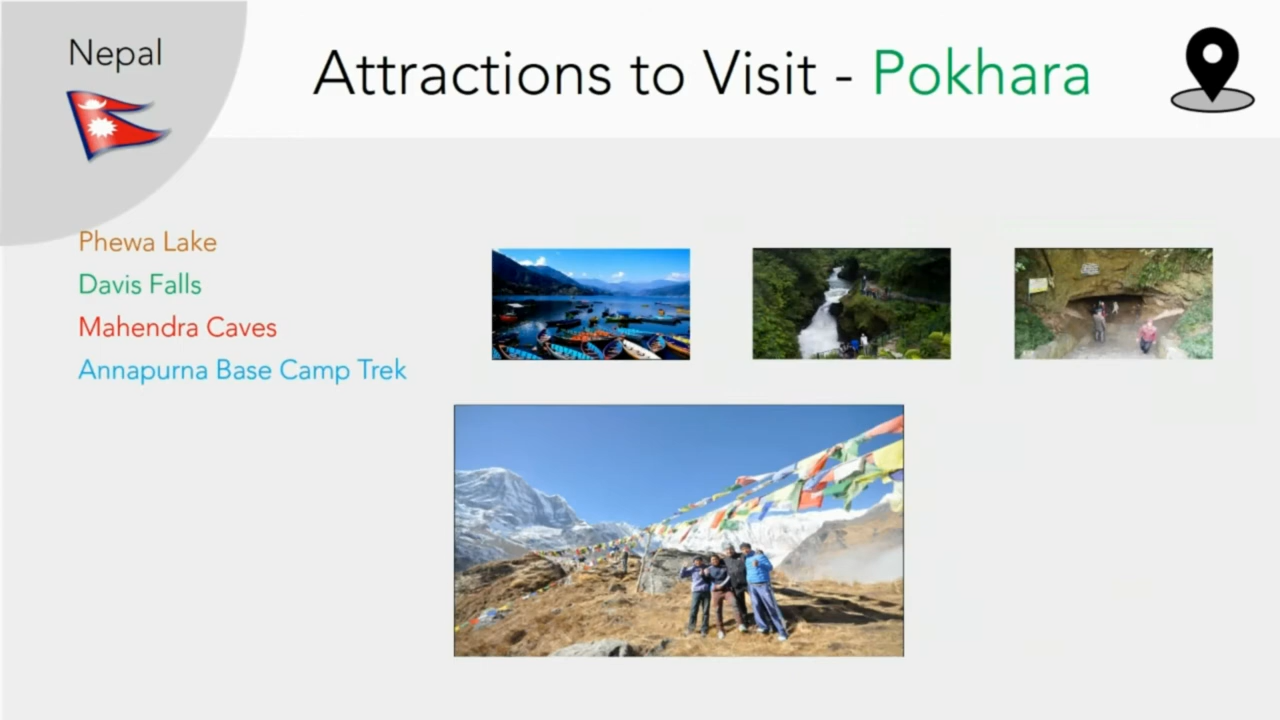 Nepal
Attractions to Visit - Pokhara
Phewa Lake
Davis Falls
Mahendra Caves
Annapurna Base Camp Trek